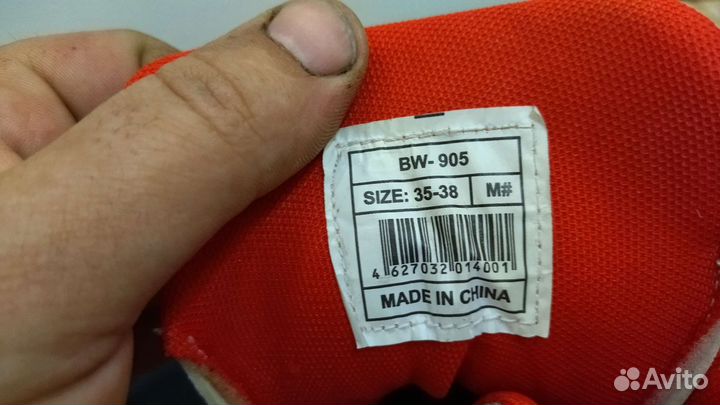 BW- 905
SIZE: 35-38 M#
4 627032 014001
MADE IN CHINA
Avito